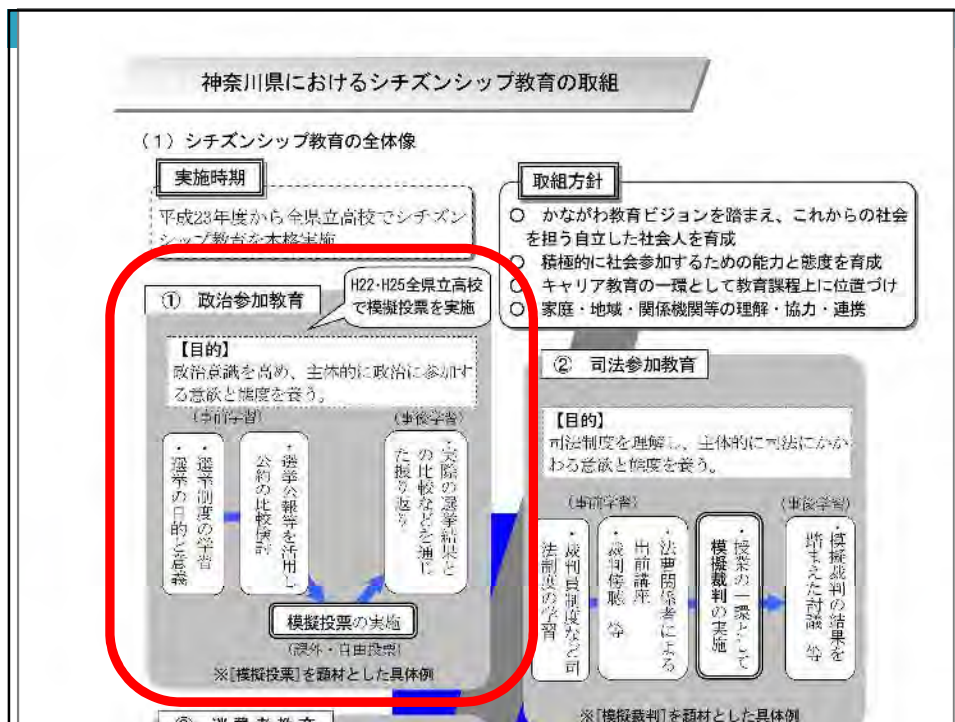 神奈川県におけるシチズンシップ教育の取組
（1）シチズンシップ教育の全体像
実施時期
平成23年度から全県立高校でシチズン
シップ教育を本格実施
取組方針
○ かながわ教育ビジョンを踏まえ、これからの社会
を担う自立した社会人を育成
○ 積極的に社会参加するための能力と態度を育成
○ キャリア教育の一環として教育課程上に位置づけ
○ 家庭・地域・関係機関等の理解・協力・連携
① 政治参加教育
H22・H25全県立高校
で模擬投票を実施
【目的】
政治意識を高め、主体的に政治に参加す
る意欲と態度を養う。
（事前学習）
（事後学習）
・選挙制度の学習
・選挙の目的と意義
・選挙公報等を活用し
公約の比較検討
・実際の選挙結果と
の比較などを通じ
た振り返り
模擬投票の実施
（課外・自由投票）
※[模擬投票]を題材とした具体例
② 司法参加教育
【目的】
司法制度を理解し、主体的に司法にかか
わる意欲と態度を養う。
（事前学習）
（事後学習）
・裁判員制度など司
法制度の学習
・法曹関係者による
出前講座
・裁判傍聴 等
・授業の一環として
模擬裁判の実施
・模擬裁判の結果を
踏まえた討議 等
※[模擬裁判]を題材とした具体例
③ 消費者教育